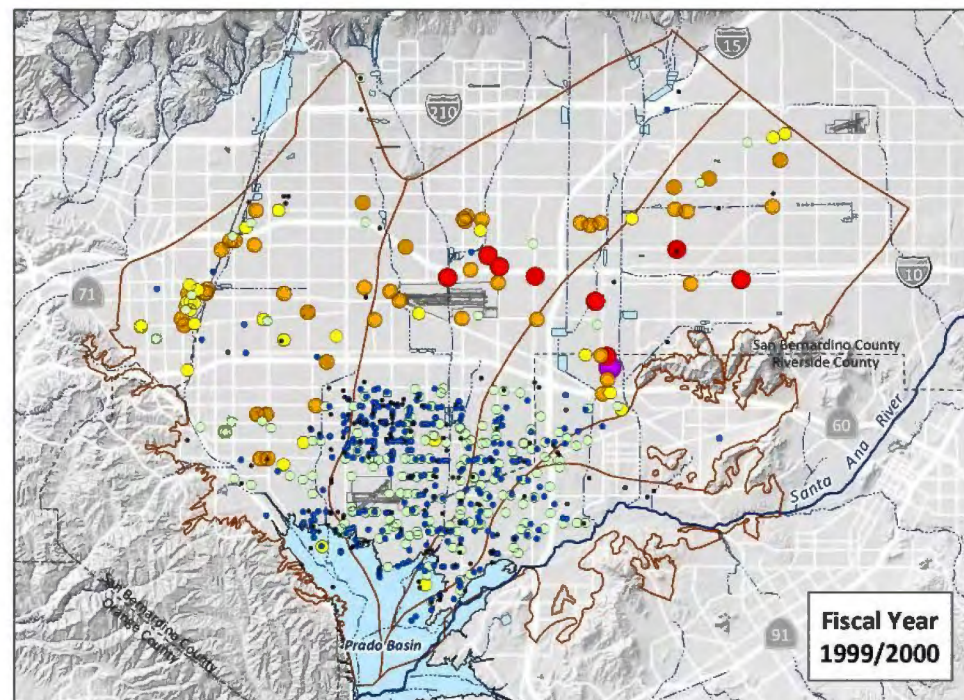 15
210
10
71
San Bernardino County
Riverside County
60
Santa Ana River
San Bernardino County
Orange County
Prado Basin
91
Fiscal Year
1999/2000